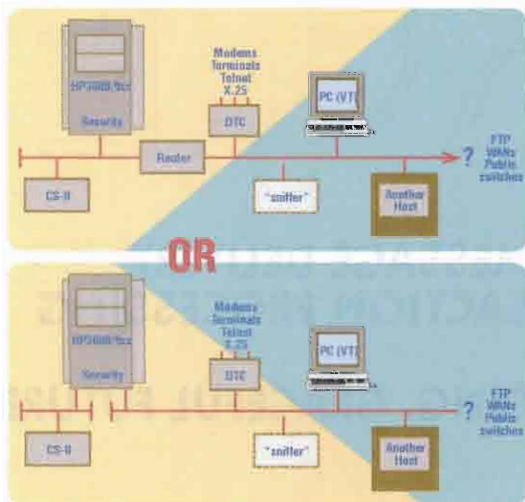 Modems
Terminals
Telnet
X.25
HP3000/9xx
PC (VT)
Security
DTC
Router
?
FTP
WANs
Public
switches
CS-II
"sniffer"
Another
Host
OR
Modems
Terminals
Telnet
X.25
HP3000/9xx
PC (VT)
Security
DTC
?
FTP
WANs
Public
switches
CS-II
"sniffer"
Another
Host